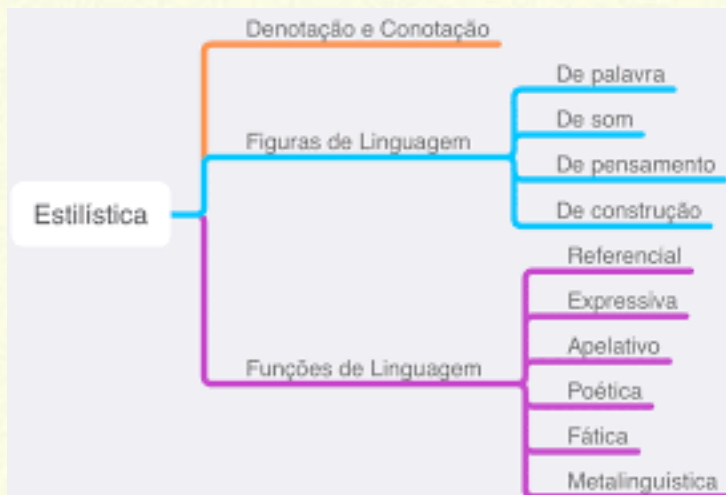 Estilística
Denotação e Conotação
Figuras de Linguagem
De palavra
De som
De pensamento
De construção
Funções de Linguagem
Referencial
Expressiva
Apelativo
Poética
Fática
Metalinguística